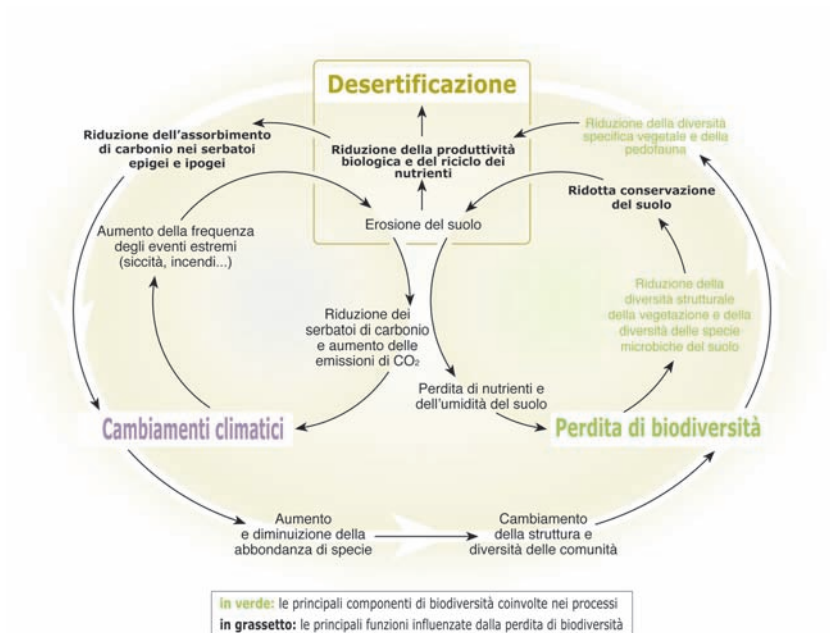 Desertificazione
Riduzione dell'assorbimento
di carbonio nei serbatoi
epigei e ipogei
Riduzione della produttività
biologica e del riciclo dei
nutrienti
Riduzione della diversità
specifica vegetale e della
pedofauna
Ridotta conservazione
del suolo
Erosione del suolo
Aumento della frequenza
degli eventi estremi
(siccità, incendi...)
Riduzione dei
serbatoi di carbonio
e aumento delle
emissioni di CO₂
Riduzione della
diversità strutturale
della vegetazione e della
diversità delle specie
microbiche del suolo
Perdita di nutrienti e
dell'umidità del suolo
Cambiamenti climatici
Perdita di biodiversità
Aumento
e diminuizione della
abbondanza di specie
Cambiamento
della struttura e
diversità delle comunità
in verde: le principali componenti di biodiversità coinvolte nei processi
in grassetto: le principali funzioni influenzate dalla perdita di biodiversità